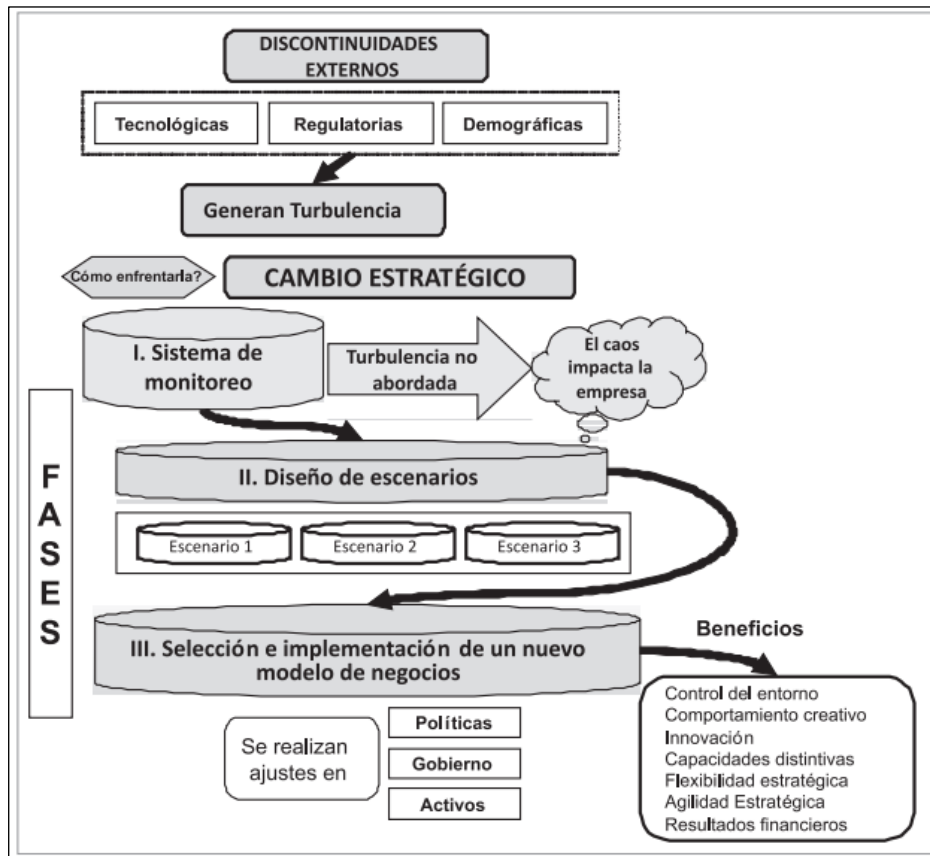 DISCONTINUIDADES
EXTERNOS
Tecnológicas
Regulatorias
Demográficas
Generan Turbulencia
Cómo enfrentarla?
CAMBIO ESTRATÉGICO
I. Sistema de
monitoreo
Turbulencia no
abordada
El caos
impacta la
empresa
FASES
II. Diseño de escenarios
Escenario 1
Escenario 2
Escenario 3
III. Selección e implementación de un nuevo
modelo de negocios
Beneficios
Se realizan
ajustes en
Políticas
Gobierno
Activos
Control del entorno
Comportamiento creativo
Innovación
Capacidades distintivas
Flexibilidad estratégica
Agilidad Estratégica
Resultados financieros